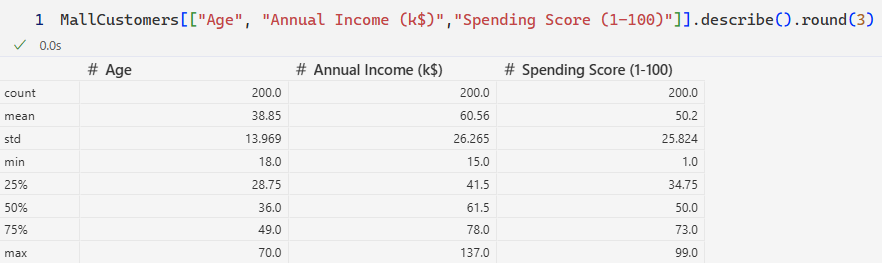 1 MallCustomers[["Age", "Annual Income (k$)","Spending Score (1-100)"]].describe().round(3)
✓ 0.0s
# Age # Annual Income (k$) # Spending Score (1-100)
count 200.0 200.0 200.0
mean 38.85 60.56 50.2
std 13.969 26.265 25.824
min 18.0 15.0 1.0
25% 28.75 41.5 34.75
50% 36.0 61.5 50.0
75% 49.0 78.0 73.0
max 70.0 137.0 99.0